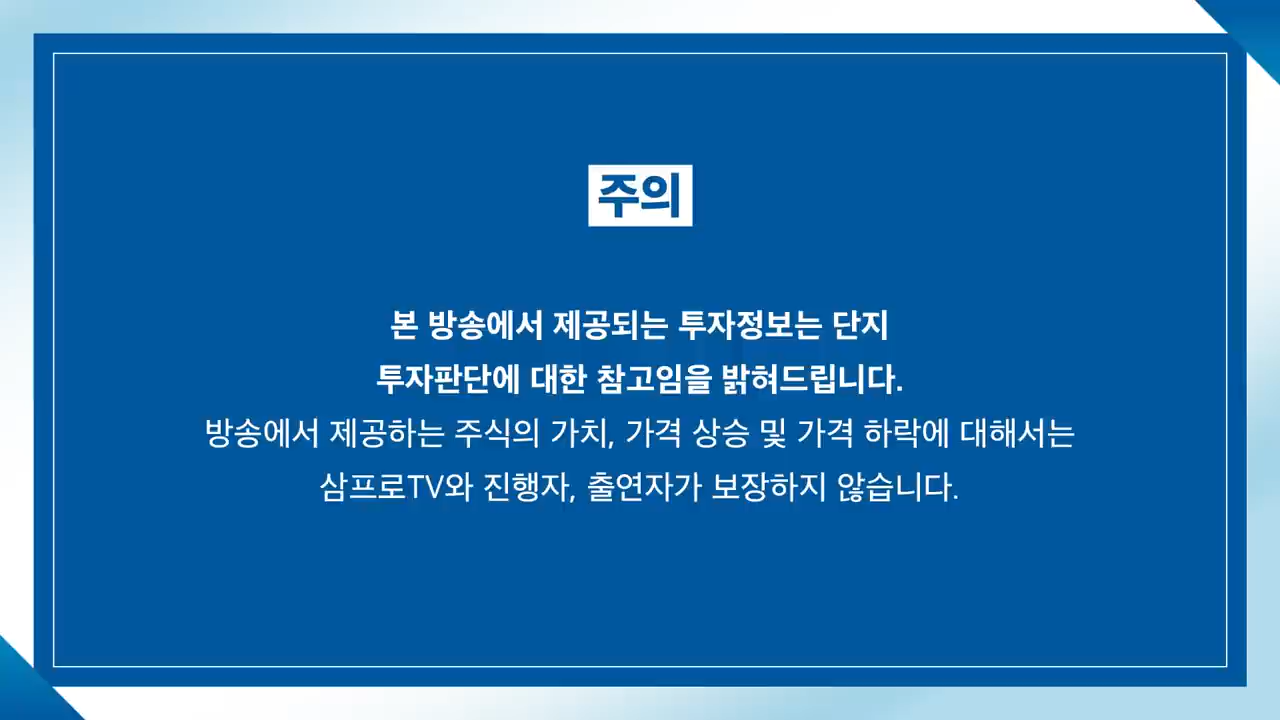 주의
본 방송에서 제공되는 투자정보는 단지
투자판단에 대한 참고임을 밝혀드립니다.
방송에서 제공하는 주식의 가치, 가격 상승 및 가격 하락에 대해서는
삼프로TV와 진행자, 출연자가 보장하지 않습니다.